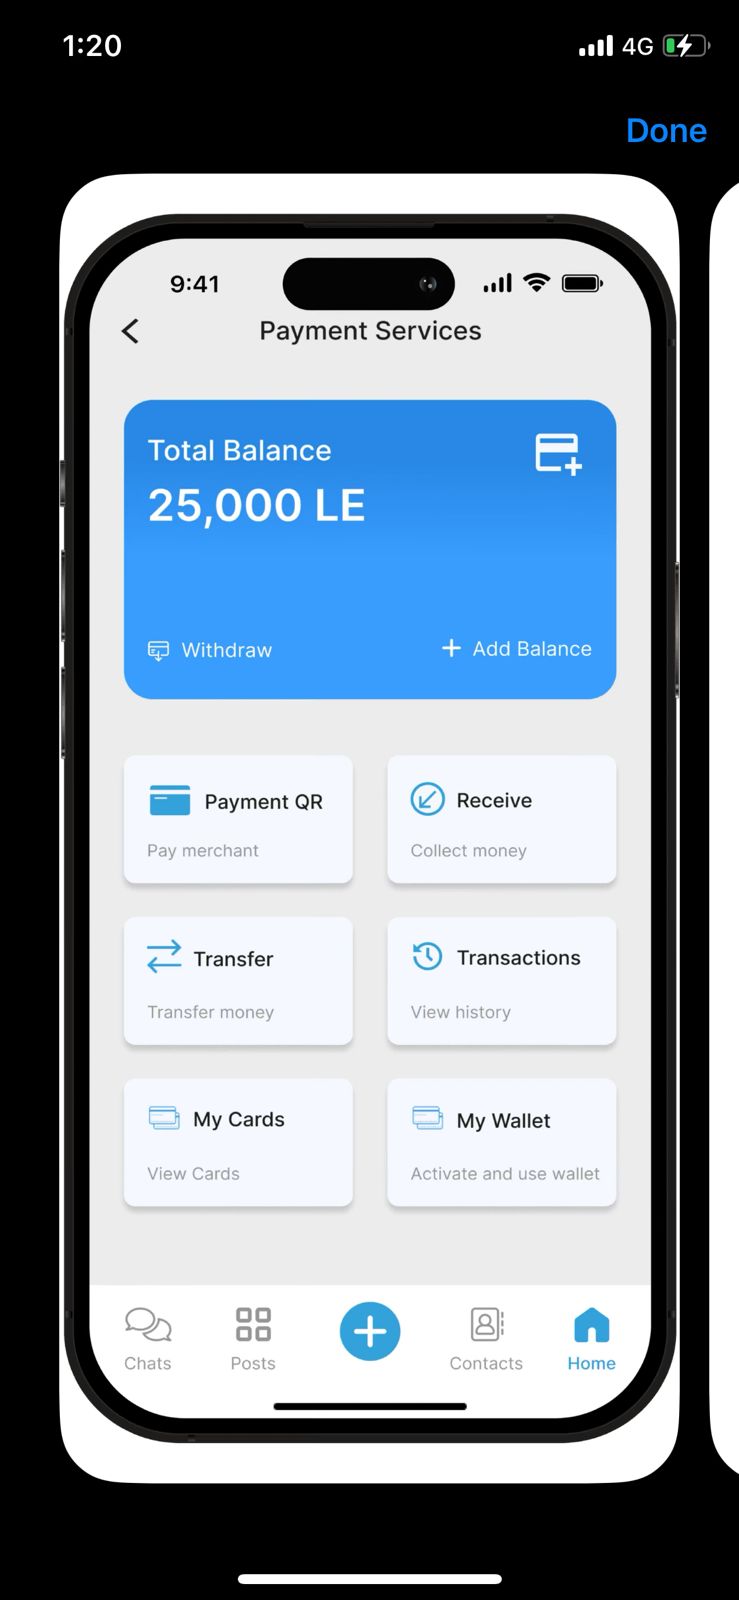 1:20
4G
Done
9:41
Payment Services
Total Balance
25,000 LE
Withdraw
Add Balance
Payment QR
Pay merchant
Receive
Collect money
Transfer
Transfer money
Transactions
View history
My Cards
View Cards
My Wallet
Activate and use wallet
Chats
Posts
Contacts
Home